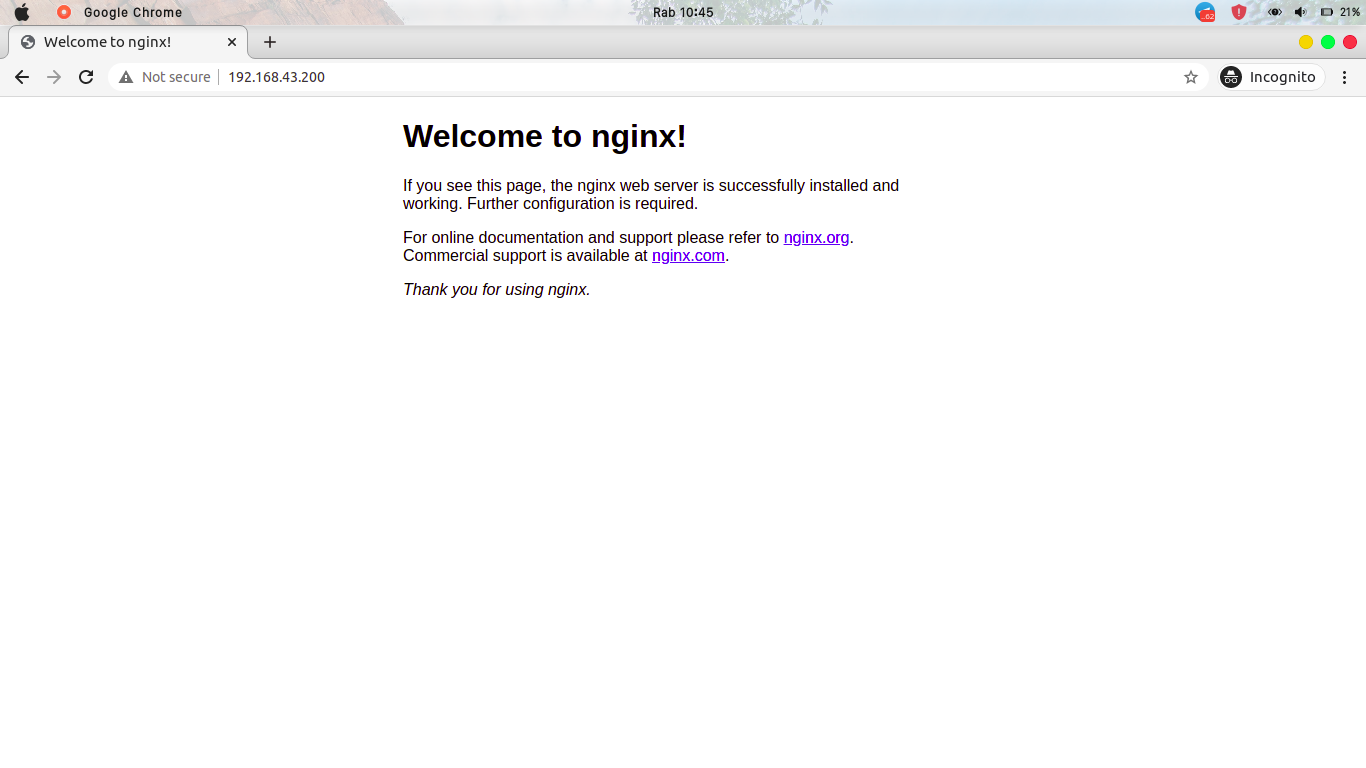 Google Chrome
Rab 10:45
21%
Welcome to nginx!
Not secure
192.168.43.200
Incognito
Welcome to nginx!
If you see this page, the nginx web server is successfully installed and
working. Further configuration is required.
For online documentation and support please refer to nginx.org.
Commercial support is available at nginx.com.
Thank you for using nginx.